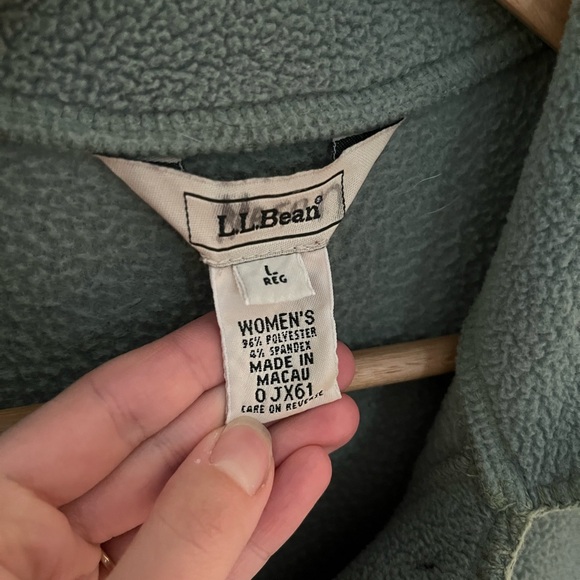 L.L.Bean®
L
REG
WOMEN'S
96% POLYESTER
4% SPANDEX
MADE IN
MACAU
0 JX61
CARE ON REVERSE